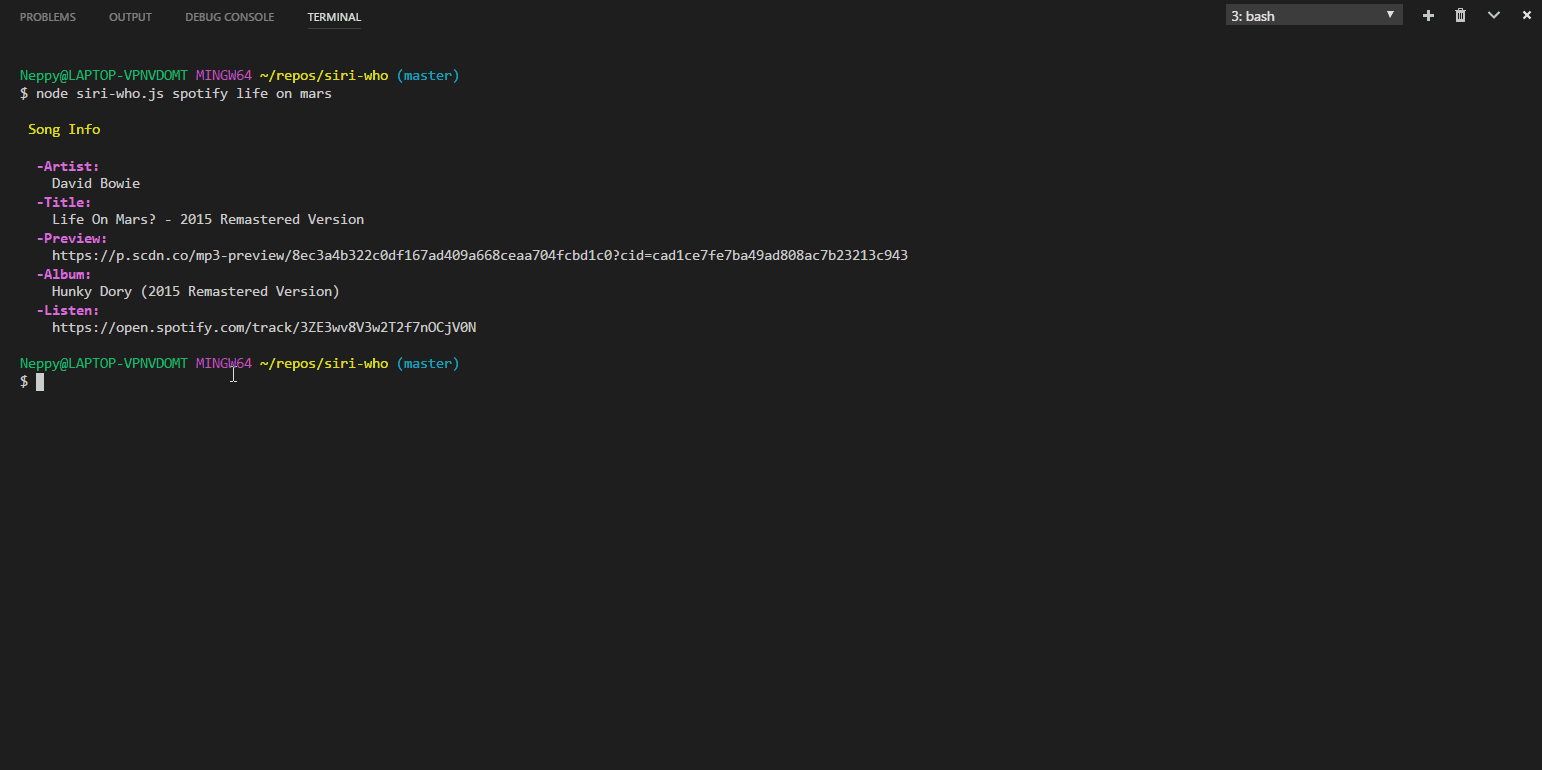 PROBLEMS OUTPUT DEBUG CONSOLE TERMINAL 3: bash
Neppy@LAPTOP-VPNVDOMT MINGW64 ~/repos/siri-who (master)
$ node siri-who.js spotify life on mars
Song Info
-Artist:
David Bowie
-Title:
Life On Mars? - 2015 Remastered Version
-Preview:
https://p.scdn.co/mp3-preview/8ec3a4b322c0df167ad409a668ceaa704fcbd1c0?cid=cad1ce7fe7ba49ad808ac7b23213c943
-Album:
Hunky Dory (2015 Remastered Version)
-Listen:
https://open.spotify.com/track/3ZE3wv8V3w2T2f7nOCjV0N
Neppy@LAPTOP-VPNVDOMT MINGW64 ~/repos/siri-who (master)
$